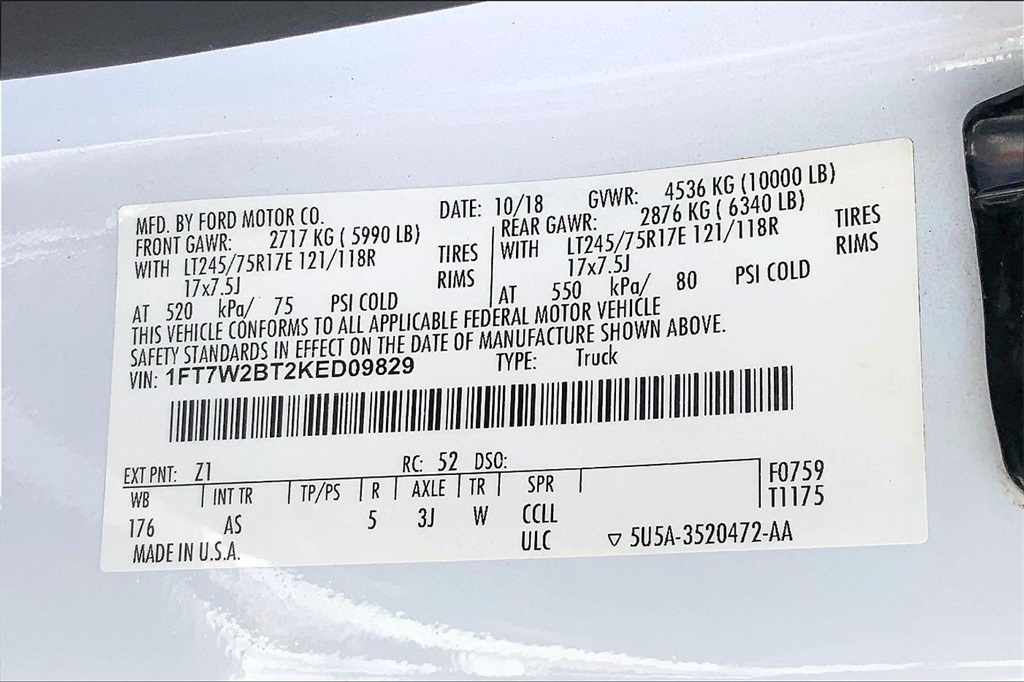 MFD. BY FORD MOTOR CO. DATE: 10/18 GVWR: 4536 KG (10000 LB)
FRONT GAWR: 2717 KG ( 5990 LB) REAR GAWR: 2876 KG ( 6340 LB)
WITH LT245/75R17E 121/118R TIRES WITH LT245/75R17E 121/118R TIRES
17x7.5J RIMS 17x7.5J RIMS
AT 520 kPa/ 75 PSI COLD AT 550 kPa/ 80 PSI COLD
THIS VEHICLE CONFORMS TO ALL APPLICABLE FEDERAL MOTOR VEHICLE
SAFETY STANDARDS IN EFFECT ON THE DATE OF MANUFACTURE SHOWN ABOVE.
VIN: 1FT7W2BT2KED09829 TYPE: Truck
EXT PNT: Z1 RC: 52 DSO: F0759
WB INT TR TP/PS R AXLE TR SPR T1175
176 AS 5 3J W CCLL
MADE IN U.S.A. ULC ▽ 5U5A-3520472-AA